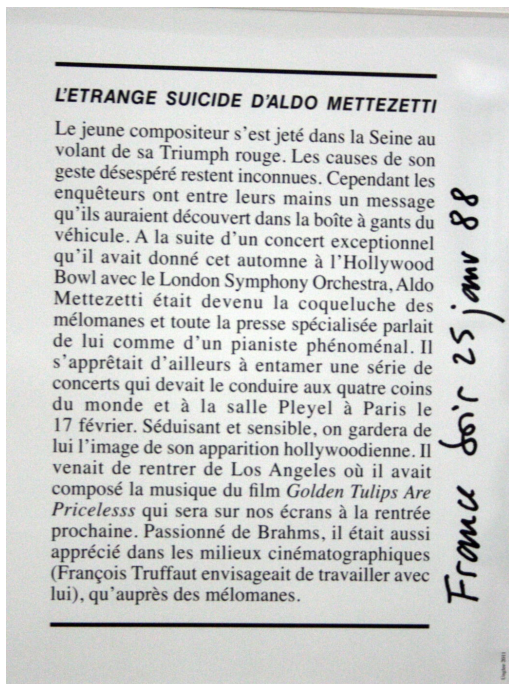 L'ETRANGE SUICIDE D'ALDO METTEZETTI
Le jeune compositeur s'est jeté dans la Seine au
volant de sa Triumph rouge. Les causes de son
geste désespéré restent inconnues. Cependant les
enquêteurs ont entre leurs mains un message
qu'ils auraient découvert dans la boîte à gants du
véhicule. A la suite d'un concert exceptionnel
qu'il avait donné cet automne à l'Hollywood
Bowl avec le London Symphony Orchestra, Aldo
Mettezetti était devenu la coqueluche des
mélomanes et toute la presse spécialisée parlait
de lui comme d'un pianiste phénoménal. Il
s'apprêtait d'ailleurs à entamer une série de
concerts qui devait le conduire aux quatre coins
du monde et à la salle Pleyel à Paris le
17 février. Séduisant et sensible, on gardera de
lui l'image de son apparition hollywoodienne. Il
venait de rentrer de Los Angeles où il avait
composé la musique du film Golden Tulips Are
Pricelesss qui sera sur nos écrans à la rentrée
prochaine. Passionné de Brahms, il était aussi
apprécié dans les milieux cinématographiques
(François Truffaut envisageait de travailler avec
lui), qu'auprès des mélomanes.
France Soir 25 janv 88